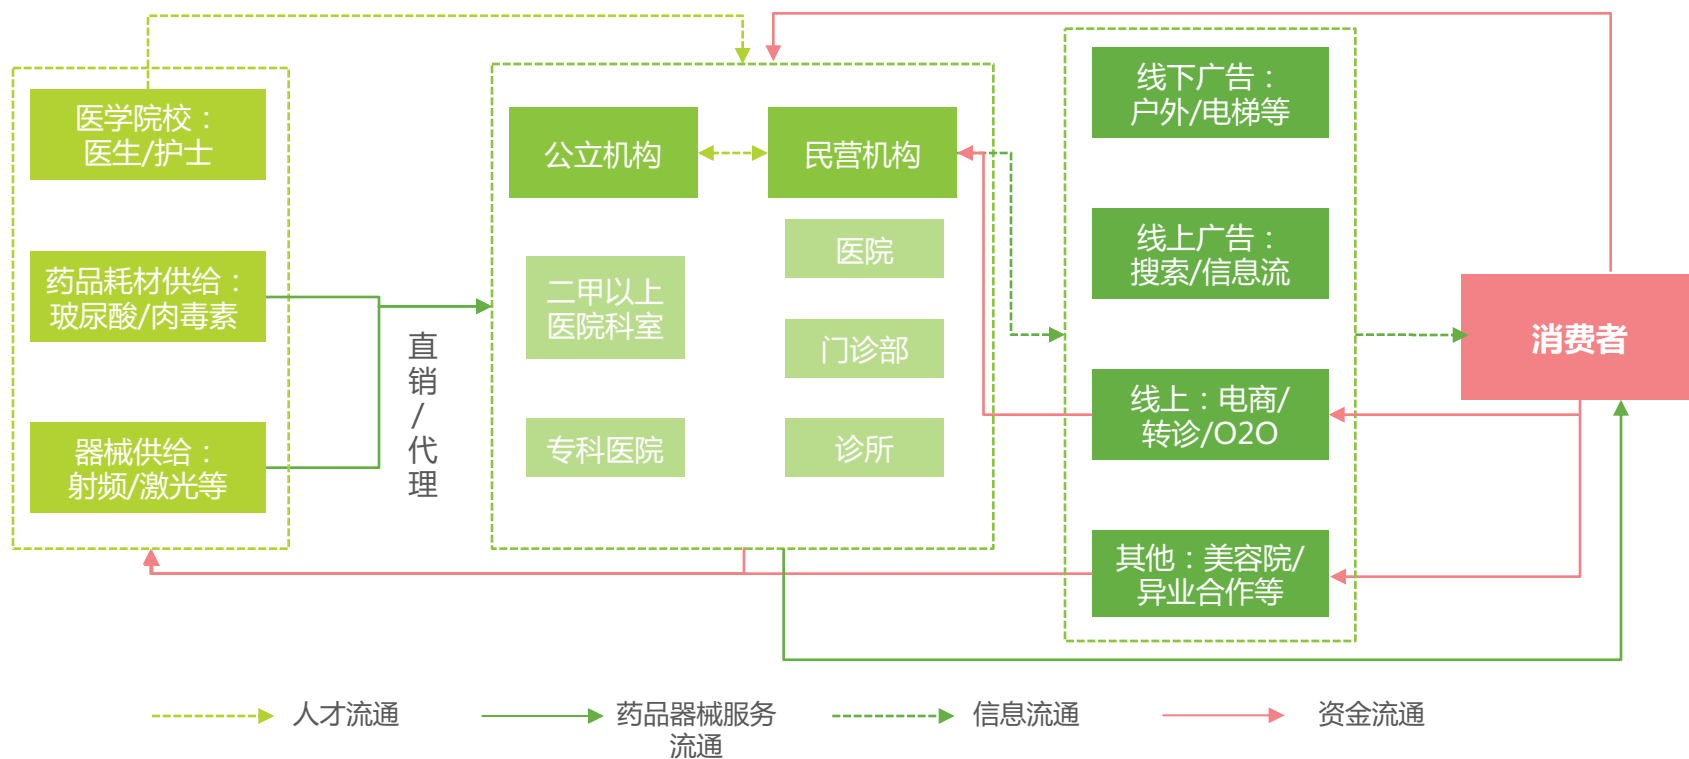 医学院校：
医生/护士
药品耗材供给：
玻尿酸/肉毒素
器械供给：
射频/激光等
直
销
/
代
理
公立机构
民营机构
二甲以上
医院科室
专科医院
医院
门诊部
诊所
线下广告：
户外/电梯等
线上广告：
搜索/信息流
线上：电商/
转诊/O2O
其他：美容院/
异业合作等
消费者
人才流通
药品器械服务
流通
信息流通
资金流通